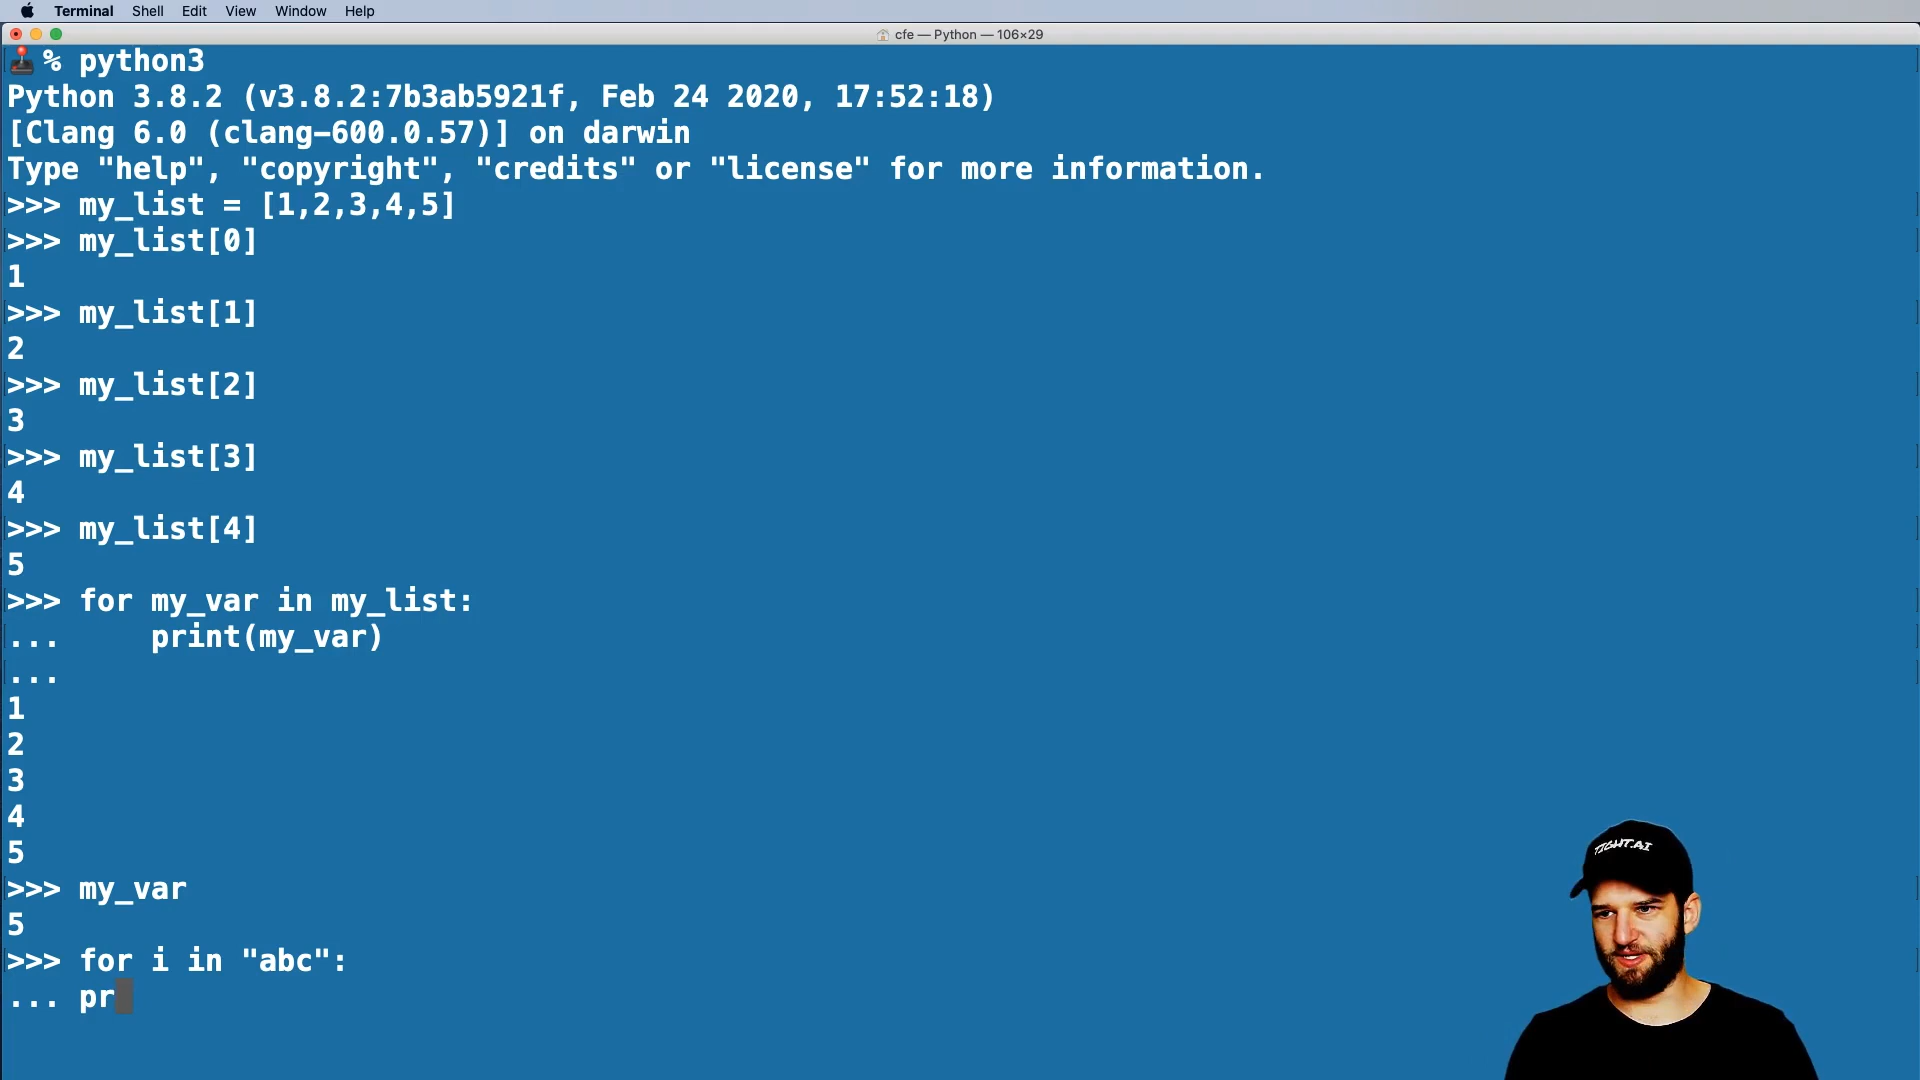 Terminal Shell Edit View Window Help
cfe — Python — 106×29
% python3
Python 3.8.2 (v3.8.2:7b3ab5921f, Feb 24 2020, 17:52:18)
[Clang 6.0 (clang-600.0.57)] on darwin
Type "help", "copyright", "credits" or "license" for more information.
>>> my_list = [1,2,3,4,5]
>>> my_list[0]
1
>>> my_list[1]
2
>>> my_list[2]
3
>>> my_list[3]
4
>>> my_list[4]
5
>>> for my_var in my_list:
...     print(my_var)
...
1
2
3
4
5
>>> my_var
5
>>> for i in "abc":
... pr
TIGHT.AI